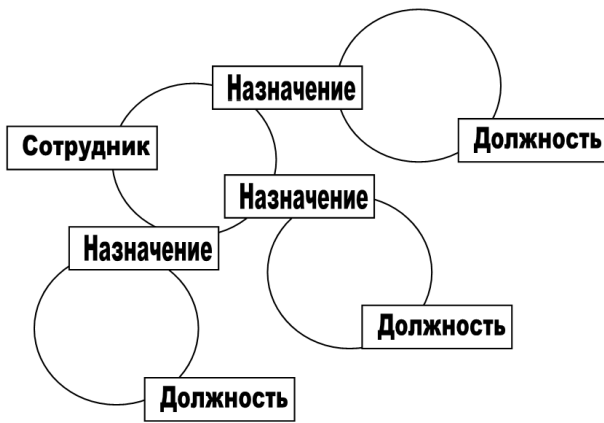 Назначение
Должность
Сотрудник
Назначение
Назначение
Должность
Должность